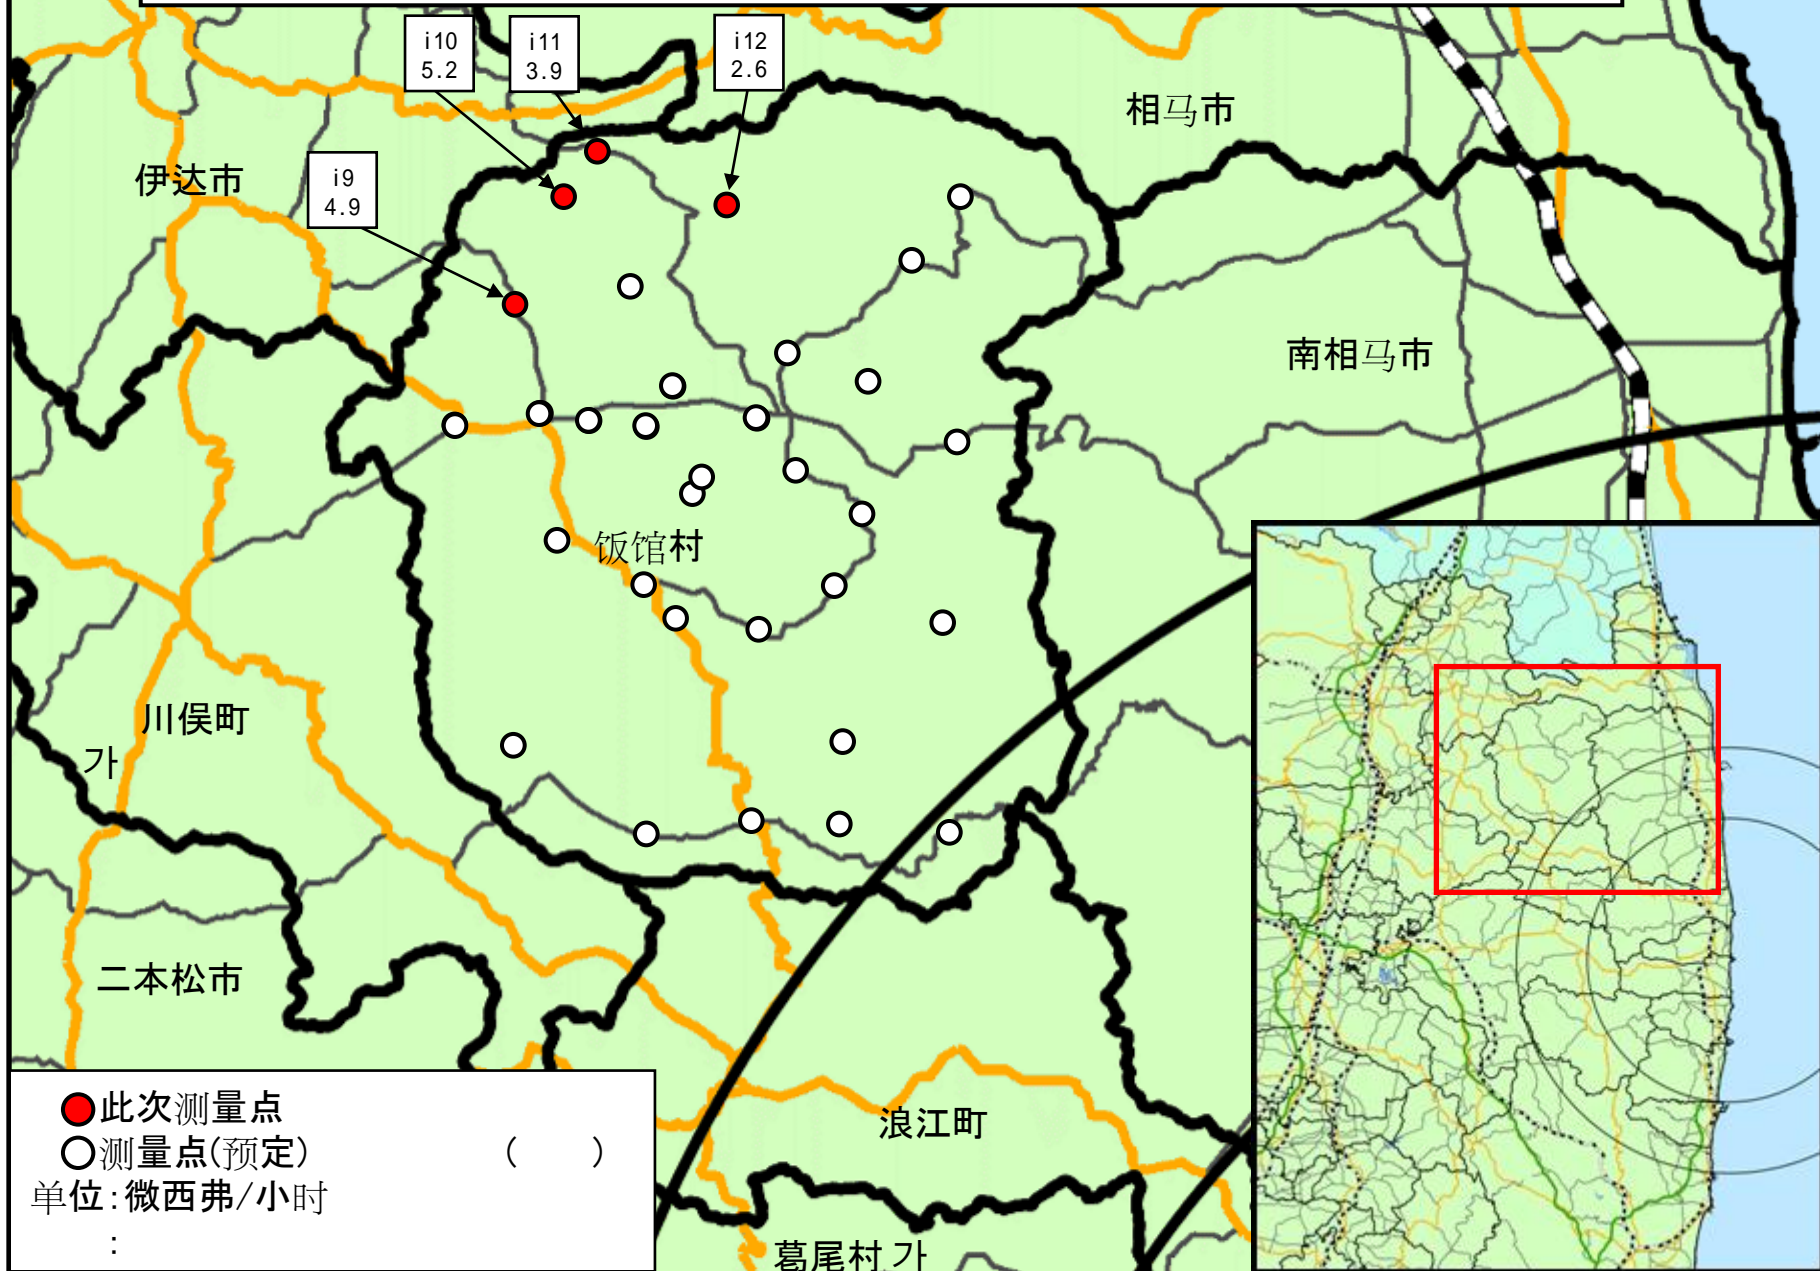 i10
5.2
i11
3.9
i12
2.6
相马市
伊达市
i9
4.9
南相马市
饭馆村
川俣町
가
二本松市
浪江町
葛尾村 가
此次测量点
测量点(预定) ( )
单位:微西弗/小时
: